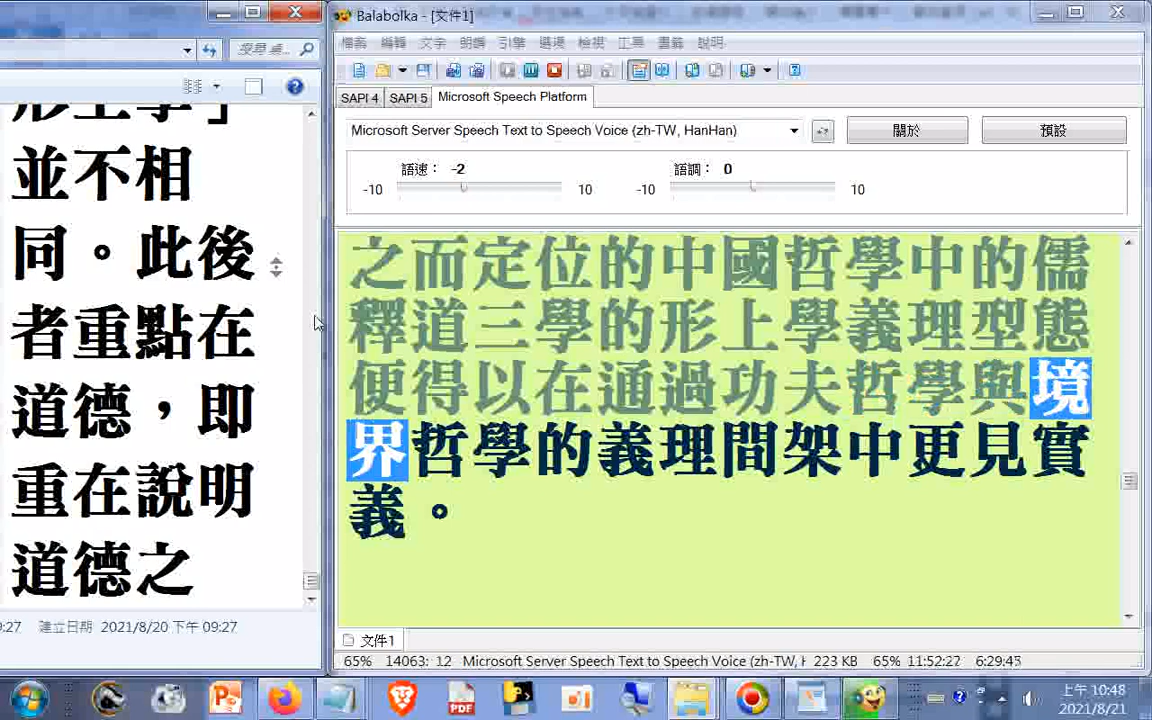 搜尋 桌...
形上學」
並不相
同。此後
者重點在
道德，即
重在說明
道德之
09:27 建立日期 2021/8/20 下午 09:27
Balabolka - [文件1]
檔案 編輯 文字 朗讀 引擎 選項 檢視 工具 書籤 說明
SAPI 4 SAPI 5 Microsoft Speech Platform
Microsoft Server Speech Text to Speech Voice (zh-TW, HanHan) 關於 預設
語速： -2 語調： 0
-10 10 -10 10
之而定位的中國哲學中的儒
釋道三學的形上學義理型態
便得以在通過功夫哲學與境
界哲學的義理間架中更見實
義。
文件1
65% 14063: 12 Microsoft Server Speech Text to Speech Voice (zh-TW, H 223 KB 65% 11:52:27 6:29:45
PDF
上午 10:48
2021/8/21